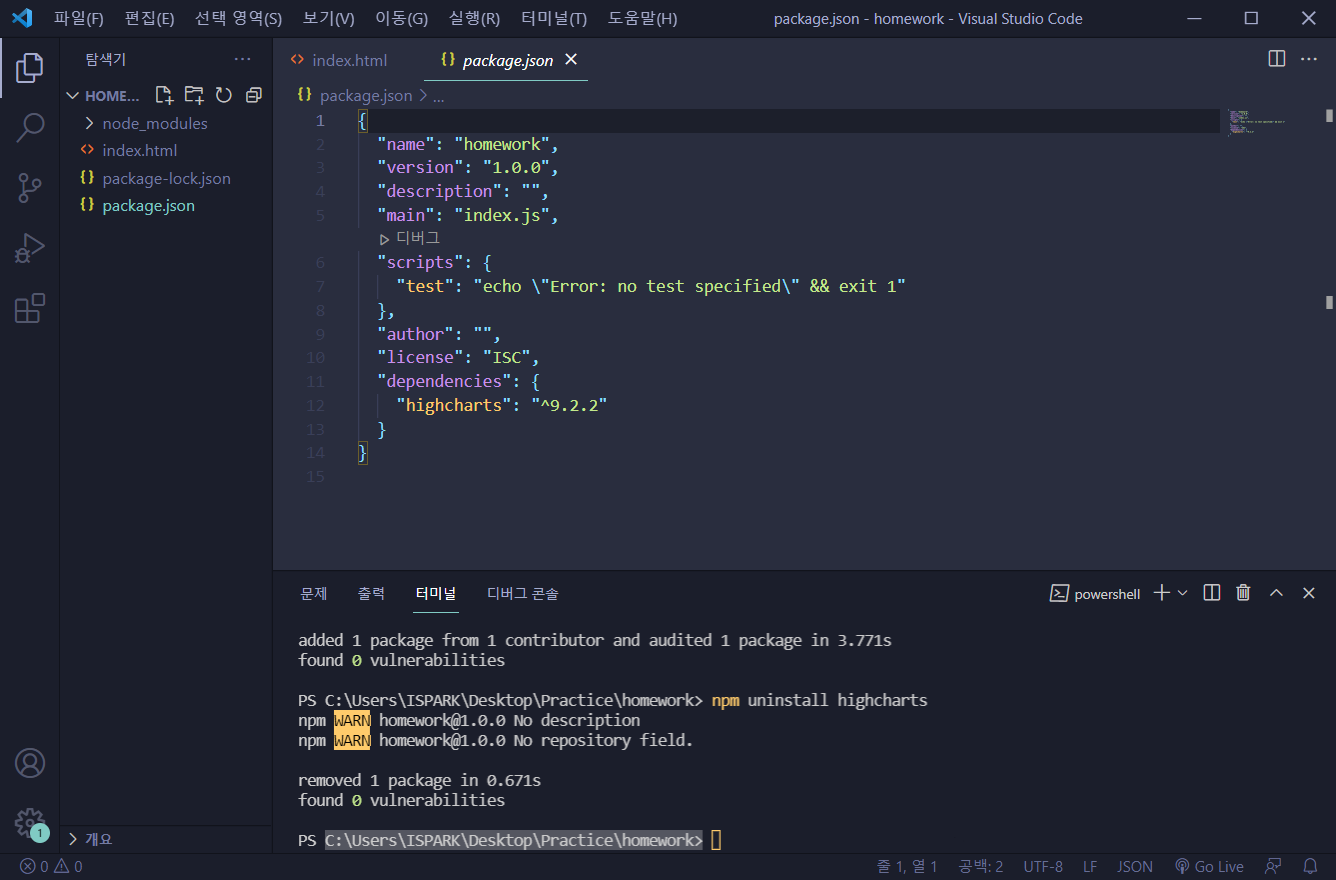 파일(F) 편집(E) 선택 영역(S) 보기(V) 이동(G) 실행(R) 터미널(T) 도움말(H) package.json - homework - Visual Studio Code
탐색기
HOME...
node_modules
index.html
package-lock.json
package.json
개요
index.html package.json
package.json > ...
1 {
2 "name": "homework",
3 "version": "1.0.0",
4 "description": "",
5 "main": "index.js",
디버그
6 "scripts": {
7 "test": "echo \"Error: no test specified\" && exit 1"
8 },
9 "author": "",
10 "license": "ISC",
11 "dependencies": {
12 "highcharts": "^9.2.2"
13 }
14 }
15
문제 출력 터미널 디버그 콘솔 powershell
added 1 package from 1 contributor and audited 1 package in 3.771s
found 0 vulnerabilities
PS C:\Users\ISPARK\Desktop\Practice\homework> npm uninstall highcharts
npm WARN homework@1.0.0 No description
npm WARN homework@1.0.0 No repository field.
removed 1 package in 0.671s
found 0 vulnerabilities
PS C:\Users\ISPARK\Desktop\Practice\homework>
1
0 0 줄 1, 열 1 공백: 2 UTF-8 LF JSON Go Live